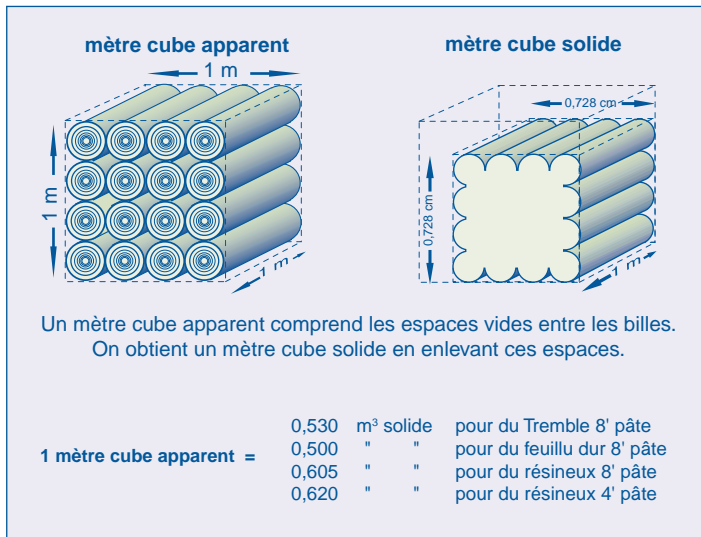 mètre cube apparent
1 m
1 m
1 m
mètre cube solide
0,728 cm
0,728 cm
1 m
Un mètre cube apparent comprend les espaces vides entre les billes.
On obtient un mètre cube solide en enlevant ces espaces.
1 mètre cube apparent =
0,530 m³ solide pour du Tremble 8' pâte
0,500 " " pour du feuillu dur 8' pâte
0,605 " " pour du résineux 8' pâte
0,620 " " pour du résineux 4' pâte